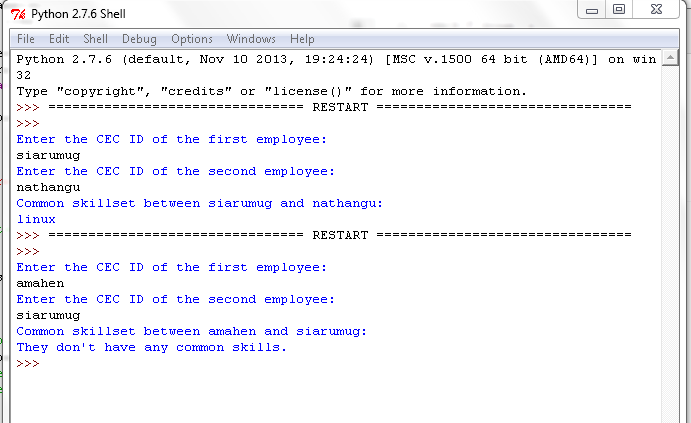 Python 2.7.6 Shell
File Edit Shell Debug Options Windows Help
Python 2.7.6 (default, Nov 10 2013, 19:24:24) [MSC v.1500 64 bit (AMD64)] on win
32
Type "copyright", "credits" or "license()" for more information.
>>> ================================ RESTART ================================
>>>
Enter the CEC ID of the first employee:
siarumug
Enter the CEC ID of the second employee:
nathangu
Common skillset between siarumug and nathangu:
linux
>>> ================================ RESTART ================================
>>>
Enter the CEC ID of the first employee:
amahen
Enter the CEC ID of the second employee:
siarumug
Common skillset between amahen and siarumug:
They don't have any common skills.
>>>